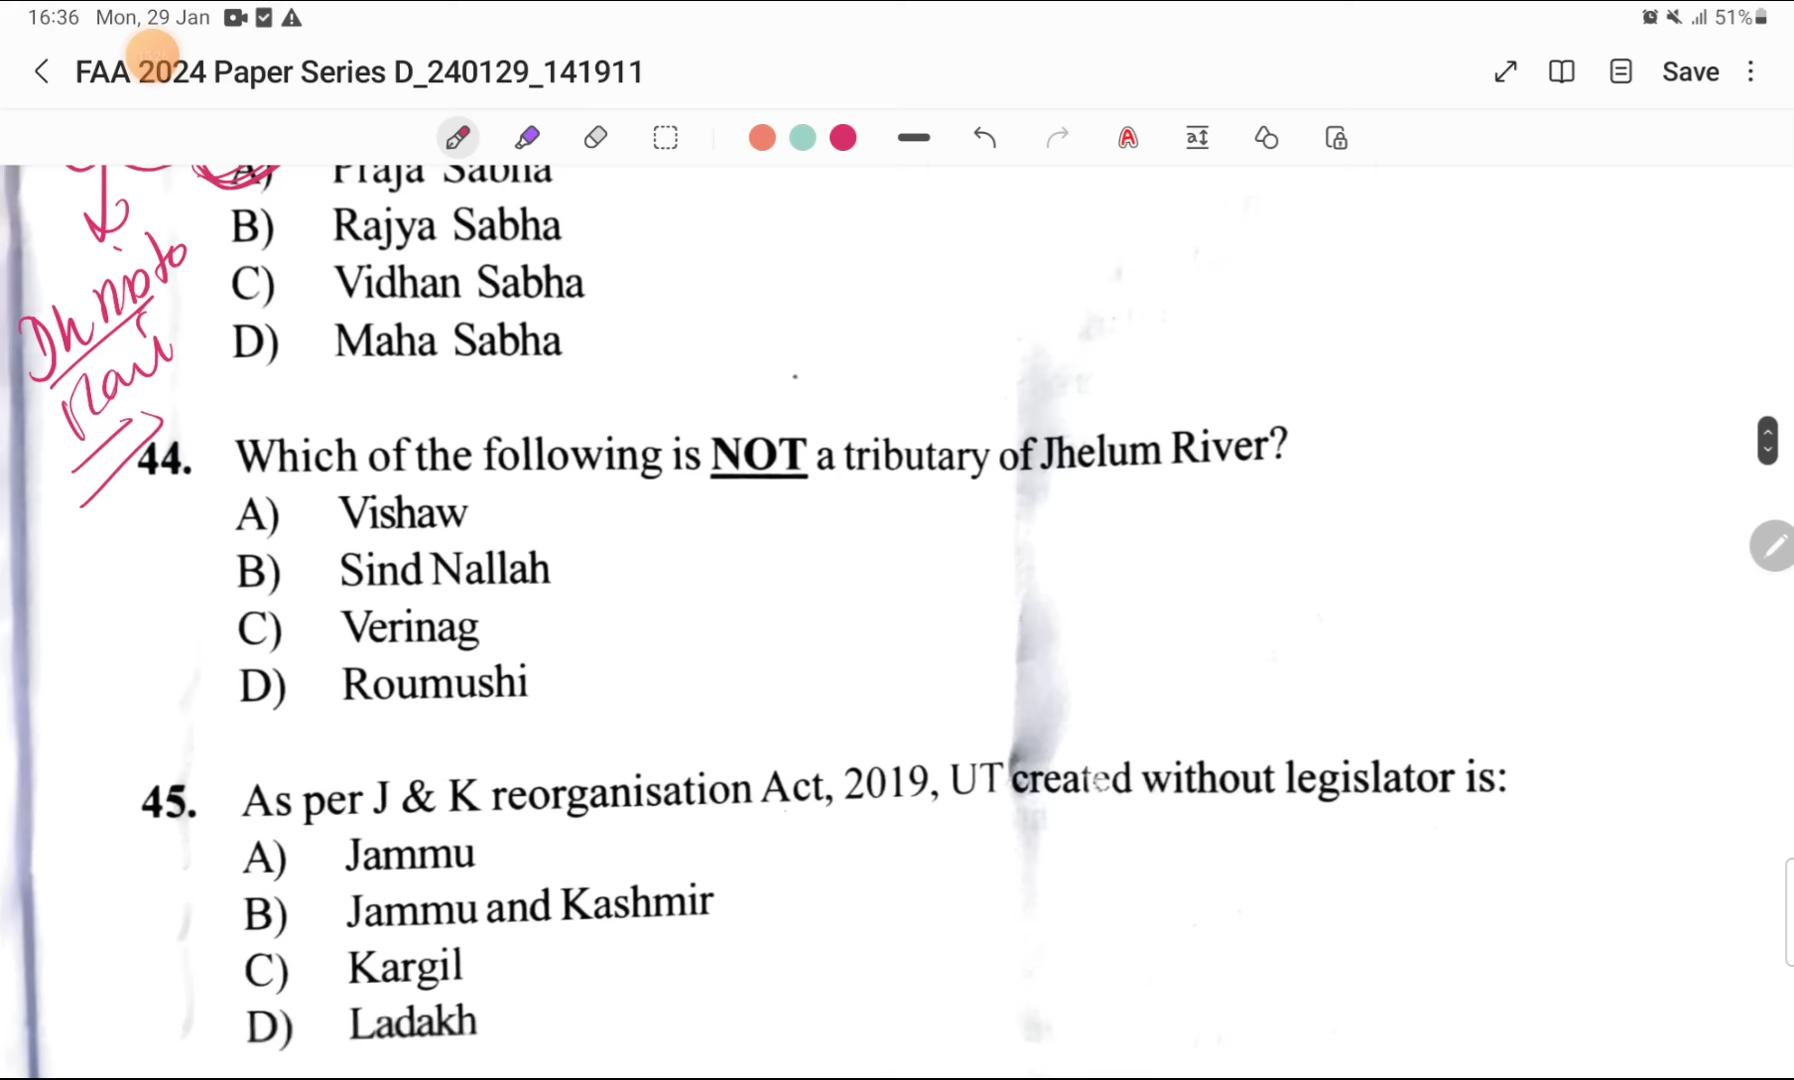 16:36 Mon, 29 Jan
51%
FAA 2024 Paper Series D_240129_141911
Save
A) Praja Sabha
B) Rajya Sabha
C) Vidhan Sabha
D) Maha Sabha
44. Which of the following is NOT a tributary of Jhelum River?
A) Vishaw
B) Sind Nallah
C) Verinag
D) Roumushi
45. As per J & K reorganisation Act, 2019, UT created without legislator is:
A) Jammu
B) Jammu and Kashmir
C) Kargil
D) Ladakh